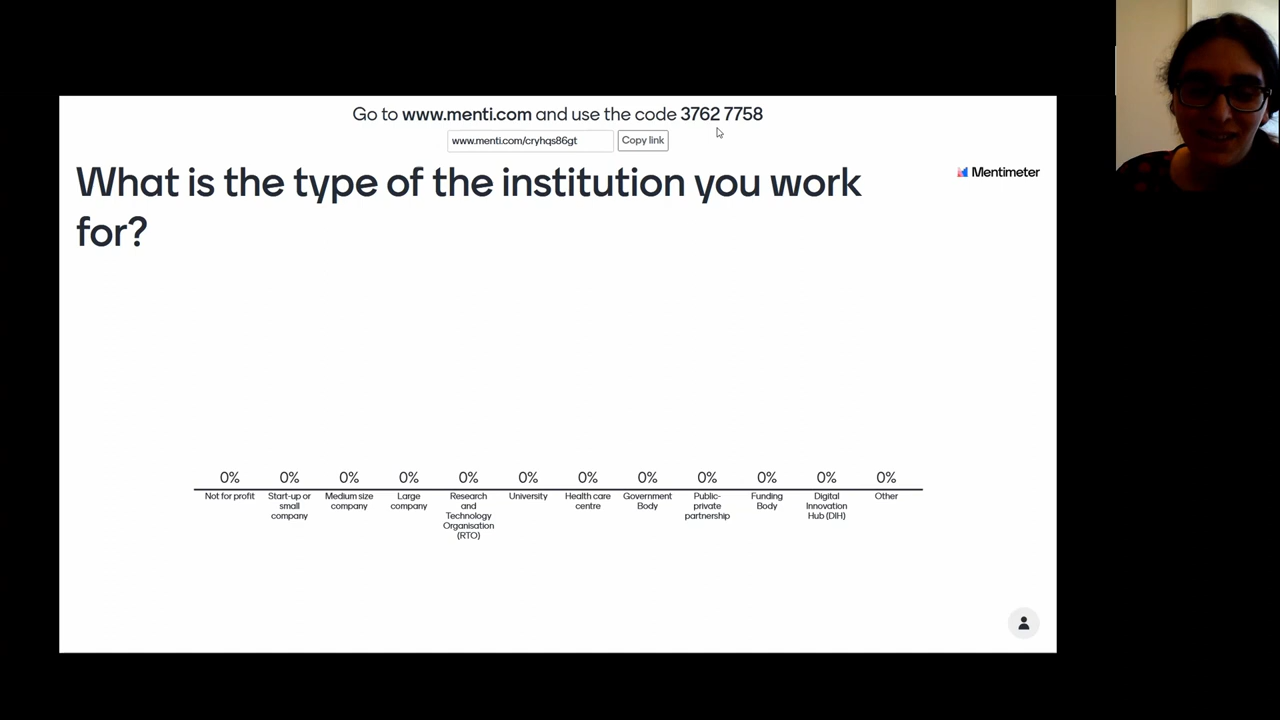 Go to www.menti.com and use the code 3762 7758
www.menti.com/cryhqs86gt
Copy link
What is the type of the institution you work
for?
Mentimeter
0% 0% 0% 0% 0% 0% 0% 0% 0% 0% 0% 0%
Not for profit
Start-up or
small
company
Medium size
company
Large
company
Research
and
Technology
Organisation
(RTO)
University
Health care
centre
Government
Body
Public-
private
partnership
Funding
Body
Digital
Innovation
Hub (DIH)
Other